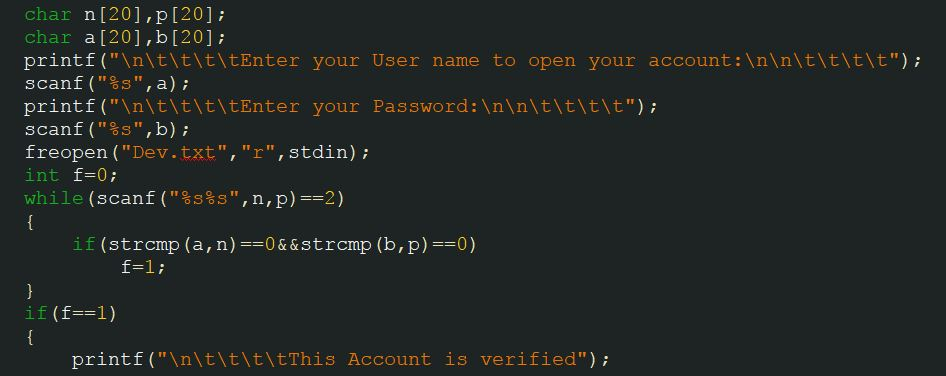 char n[20],p[20];
char a[20],b[20];
printf("\n\t\t\t\tEnter your User name to open your account:\n\n\t\t\t\t");
scanf("%s",a);
printf("\n\t\t\t\tEnter your Password:\n\n\t\t\t\t");
scanf("%s",b);
freopen("Dev.txt","r",stdin);
int f=0;
while(scanf("%s%s",n,p)==2)
{
    if(strcmp(a,n)==0&&strcmp(b,p)==0)
        f=1;
}
if(f==1)
{
    printf("\n\t\t\t\tThis Account is verified");